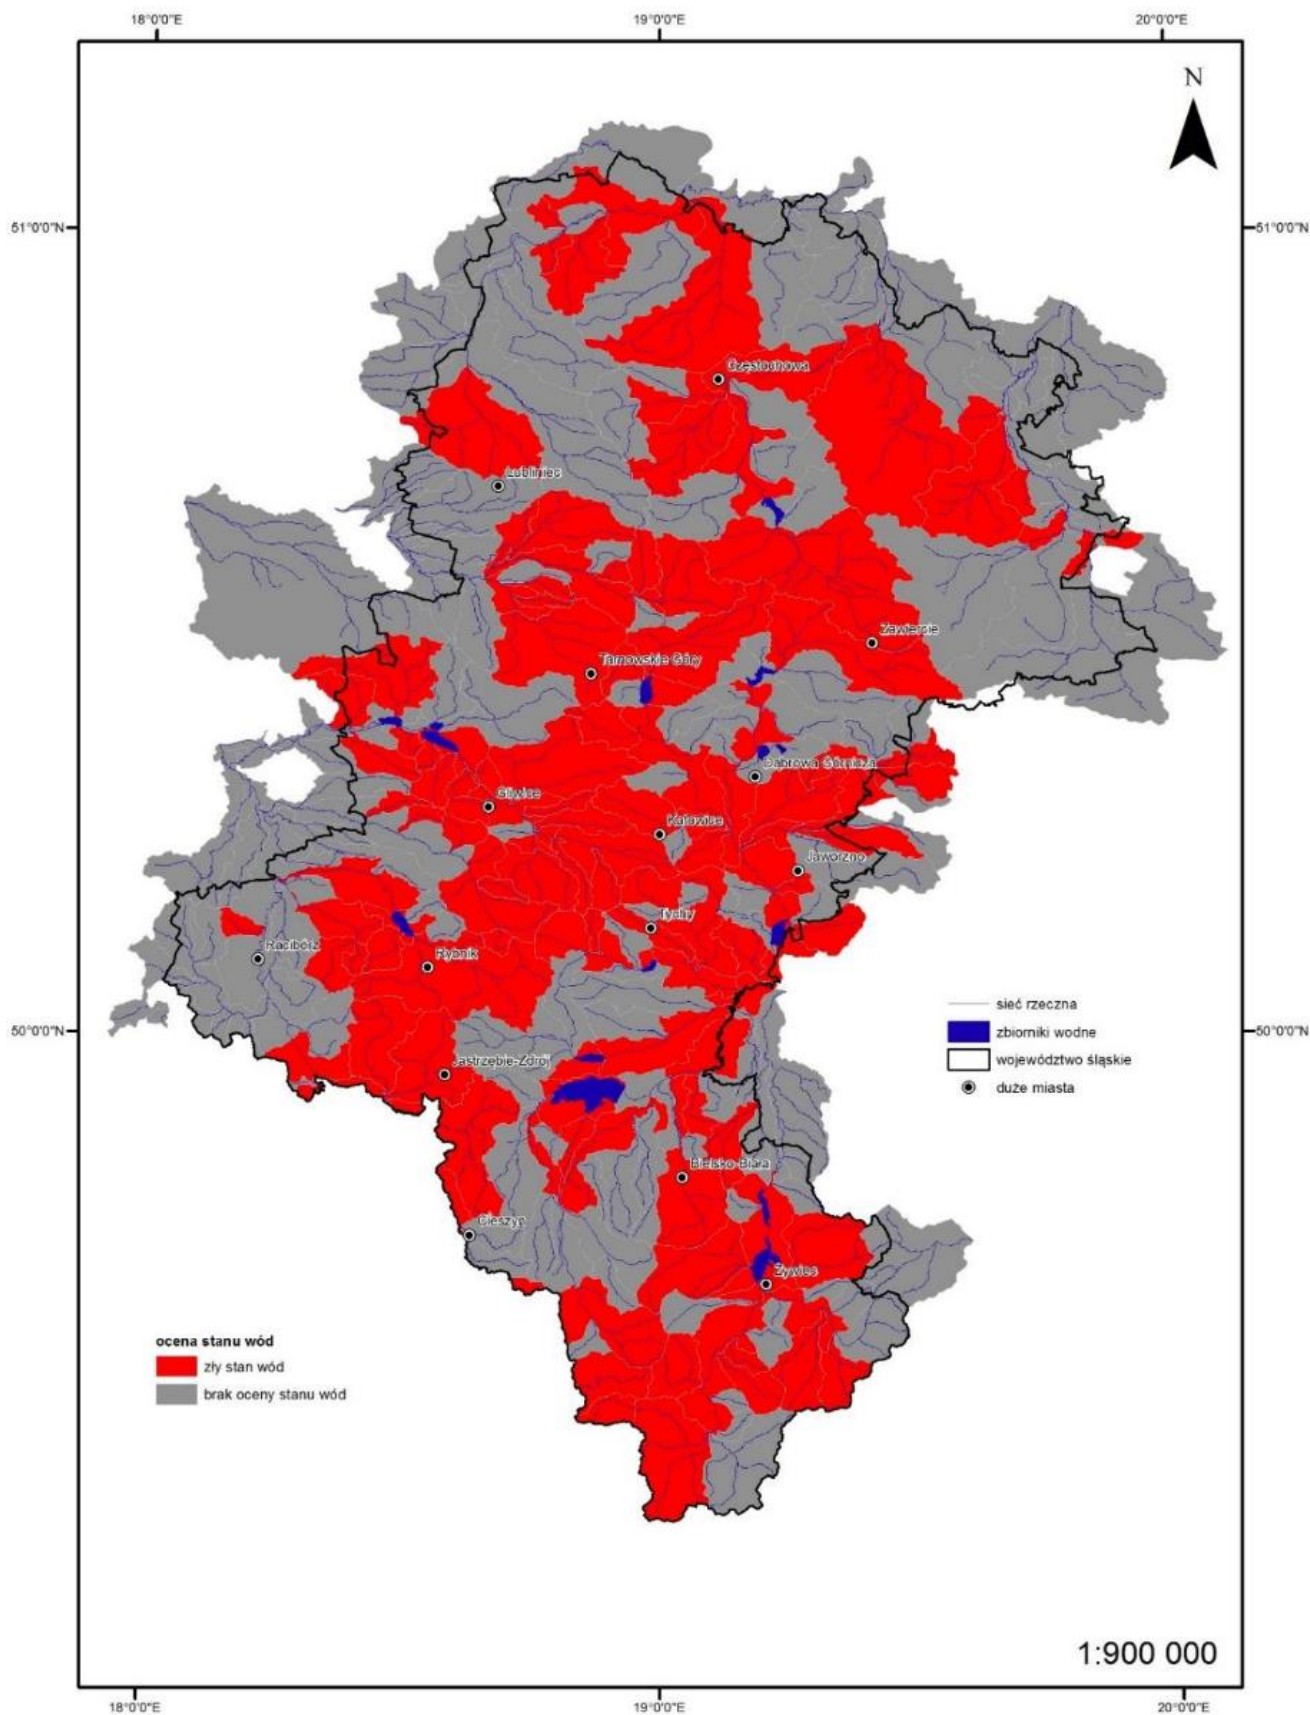 18°0'0"E 19°0'0"E 20°0'0"E
N
51°0'0"N 51°0'0"N
Częstochowa
Lubliniec
Zawiercie
Tarnowskie Góry
Dąbrowa Górnicza
Gliwice
Katowice
Jaworzno
Tychy
Racibórz
Rybnik
sieć rzeczna
50°0'0"N 50°0'0"N
zbiorniki wodne
województwo śląskie
Jastrzębie-Zdrój
duże miasta
Bielsko-Biała
Cieszyn
Żywiec
ocena stanu wód
zły stan wód
brak oceny stanu wód
1:900 000
18°0'0"E 19°0'0"E 20°0'0"E